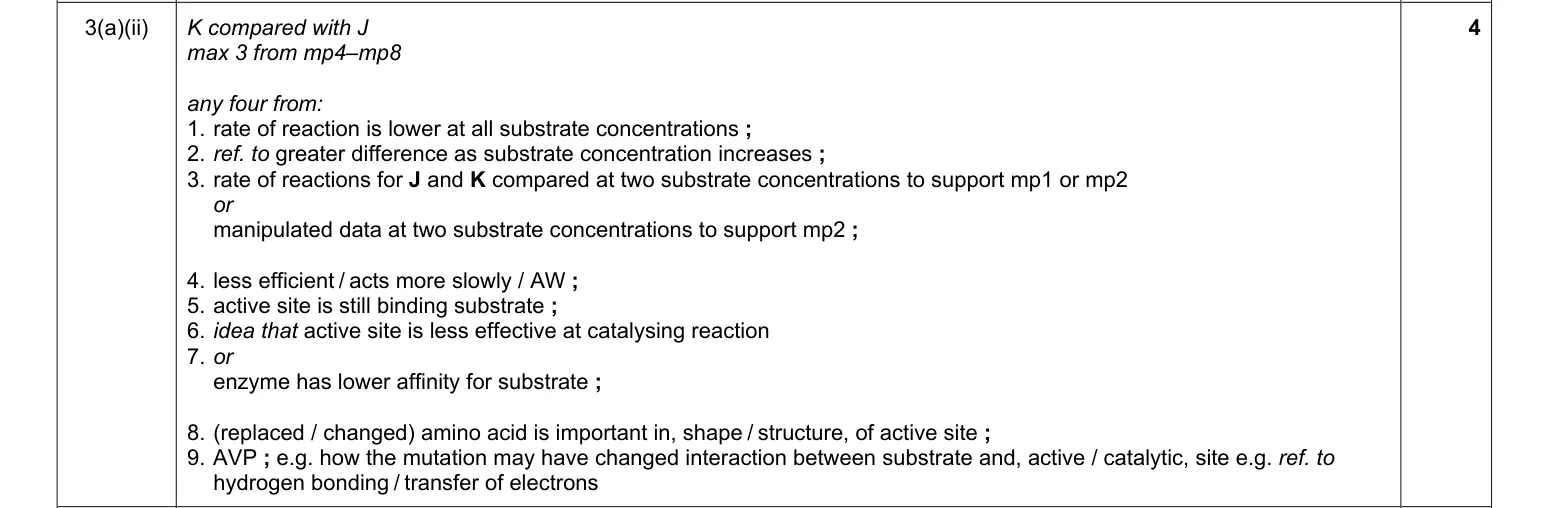 3(a)(ii) K compared with J 4
max 3 from mp4–mp8
any four from:
1. rate of reaction is lower at all substrate concentrations ;
2. ref. to greater difference as substrate concentration increases ;
3. rate of reactions for J and K compared at two substrate concentrations to support mp1 or mp2
or
manipulated data at two substrate concentrations to support mp2 ;
4. less efficient / acts more slowly / AW ;
5. active site is still binding substrate ;
6. idea that active site is less effective at catalysing reaction
7. or
enzyme has lower affinity for substrate ;
8. (replaced / changed) amino acid is important in, shape / structure, of active site ;
9. AVP ; e.g. how the mutation may have changed interaction between substrate and, active / catalytic, site e.g. ref. to
hydrogen bonding / transfer of electrons